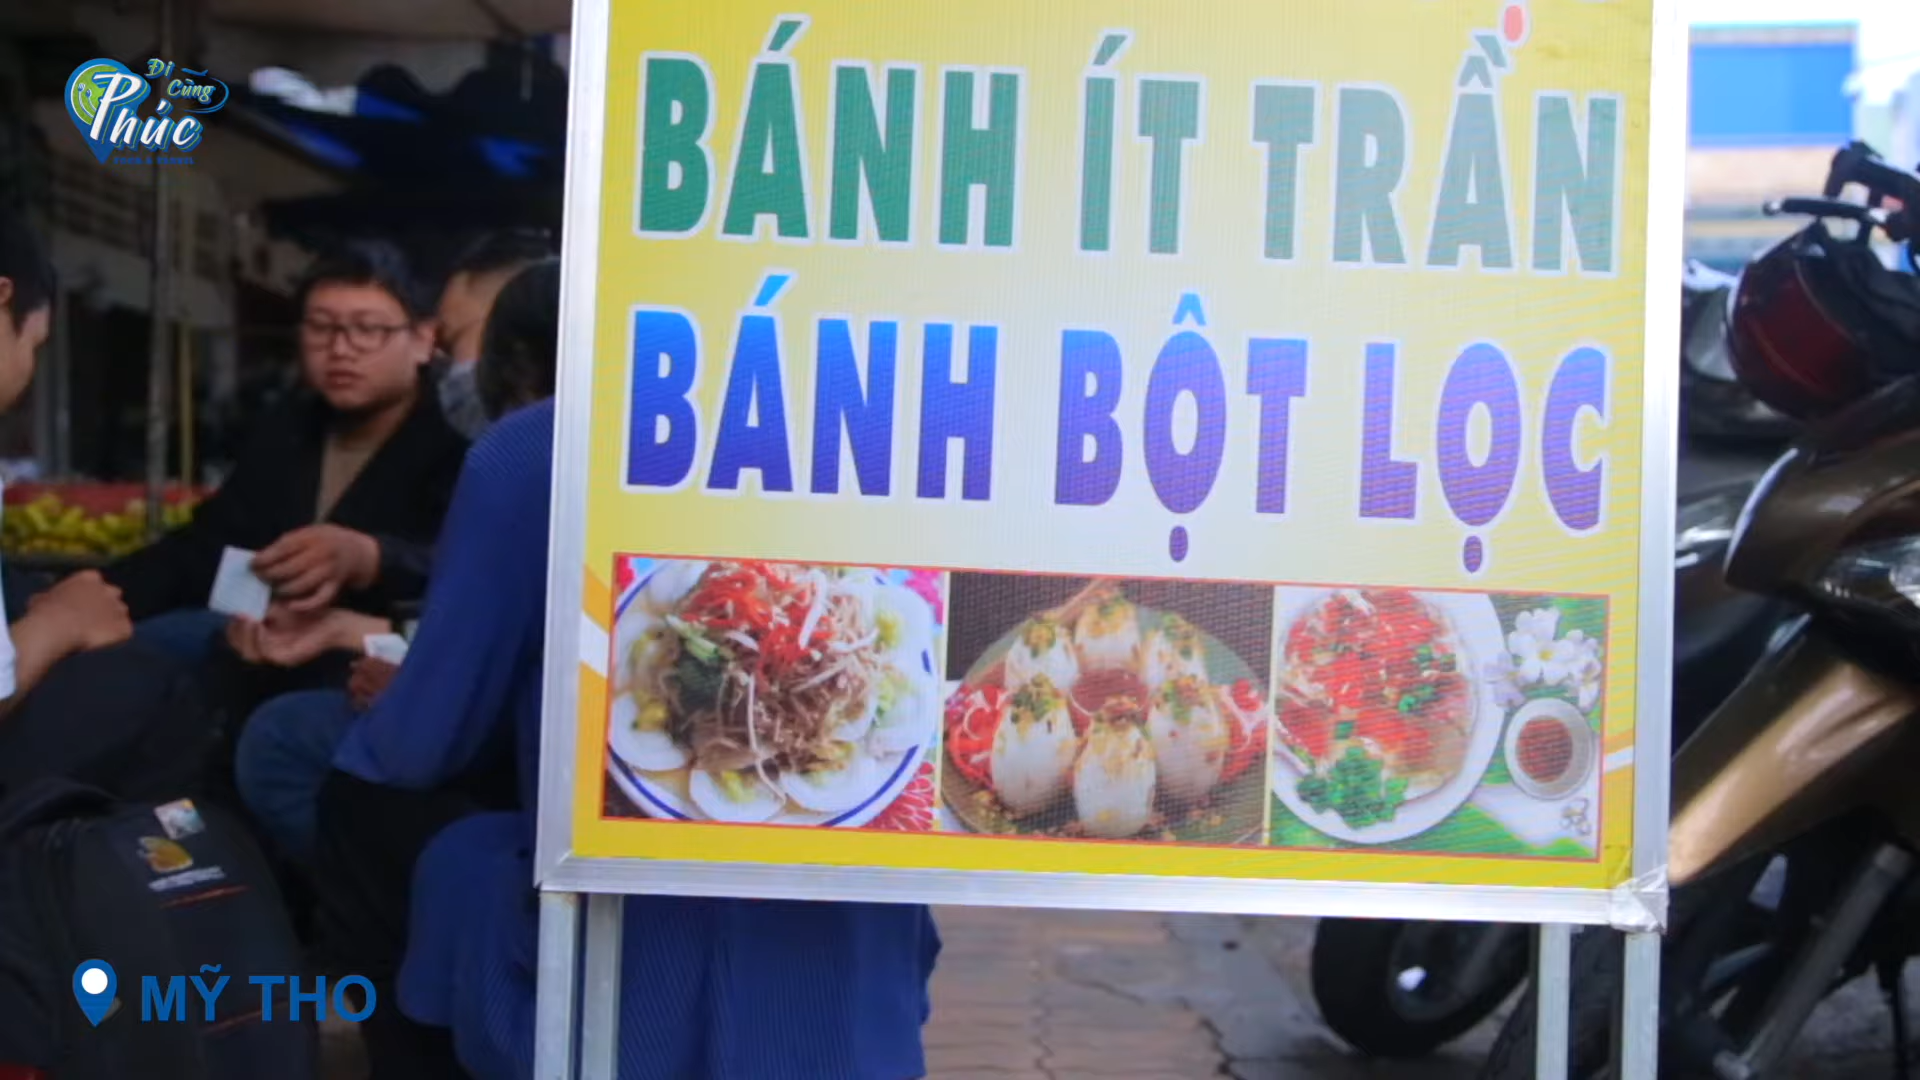 Đi
Cùng
Phúc
BÁNH ÍT TRẦN
BÁNH BỘT LỌC
MỸ THO